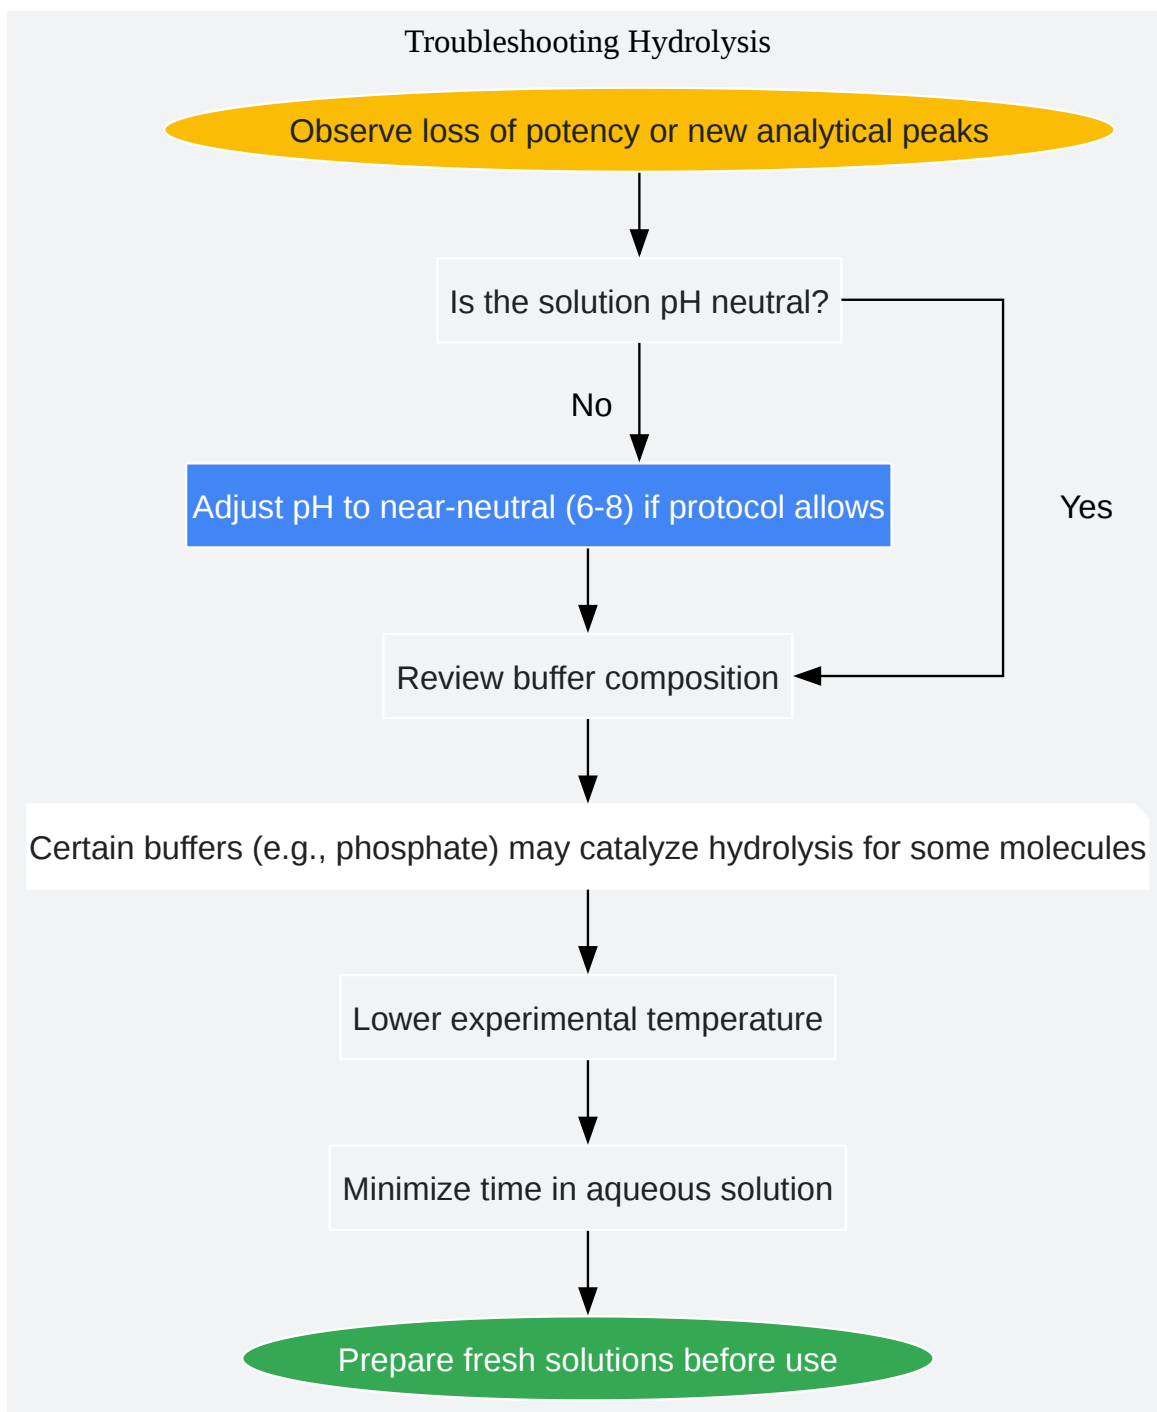 Troubleshooting Hydrolysis
Observe loss of potency or new analytical peaks
Is the solution pH neutral?
No
Adjust pH to near-neutral (6-8) if protocol allows
Yes
Review buffer composition
Certain buffers (e.g., phosphate) may catalyze hydrolysis for some molecules
Lower experimental temperature
Minimize time in aqueous solution
Prepare fresh solutions before use